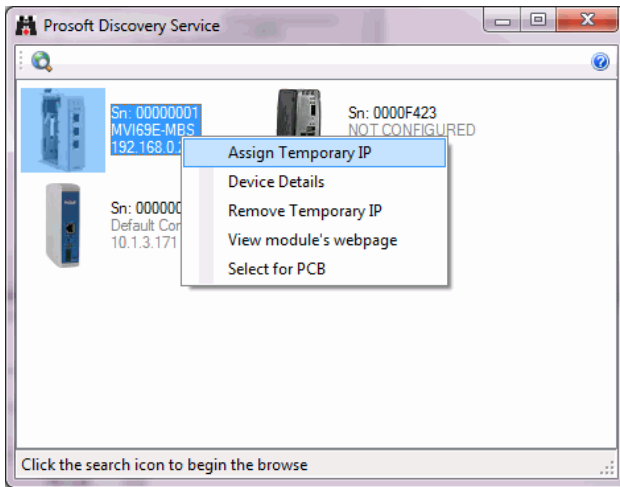 Prosoft Discovery Service
Sn: 00000001
MVI69E-MBS
192.168.0.
Sn: 0000F423
NOT CONFIGURED
Assign Temporary IP
Device Details
Remove Temporary IP
View module's webpage
Select for PCB
Sn: 000000
Default Con
10.1.3.171
Click the search icon to begin the browse